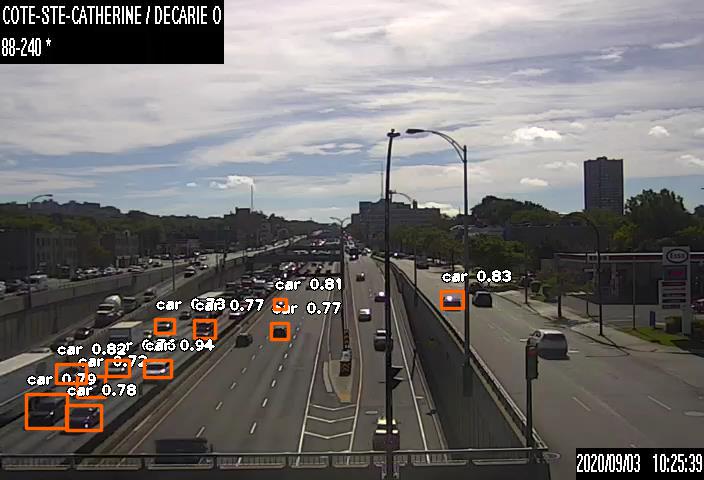 COTE-STE-CATHERINE / DECARIE O
88-240 *
car 0.83
car 0.81
car 0.77
car 0.77
car 0.94
car 0.82
car 0.79
car 0.78
Esso
2020/09/03 10:25:39